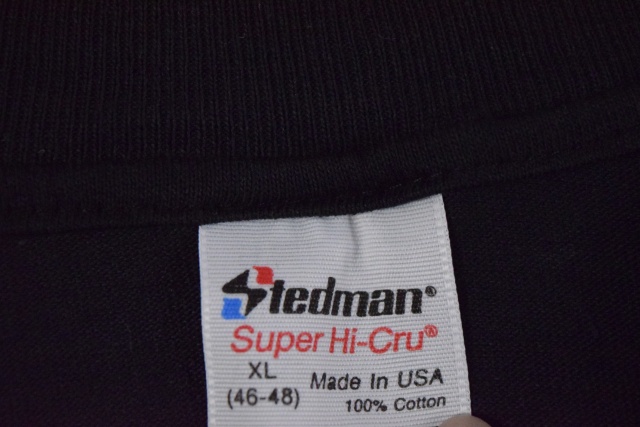 Stedman®
Super Hi-Cru®
XL
(46-48)
Made In USA
100% Cotton